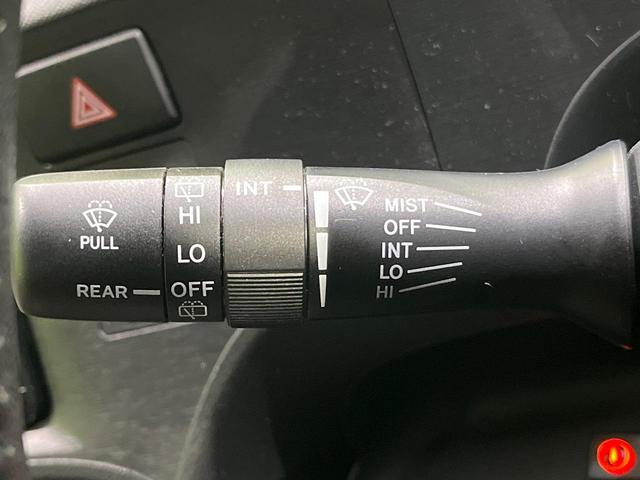 PULL
REAR
HI
LO
OFF
INT
MIST
OFF
INT
LO
HI